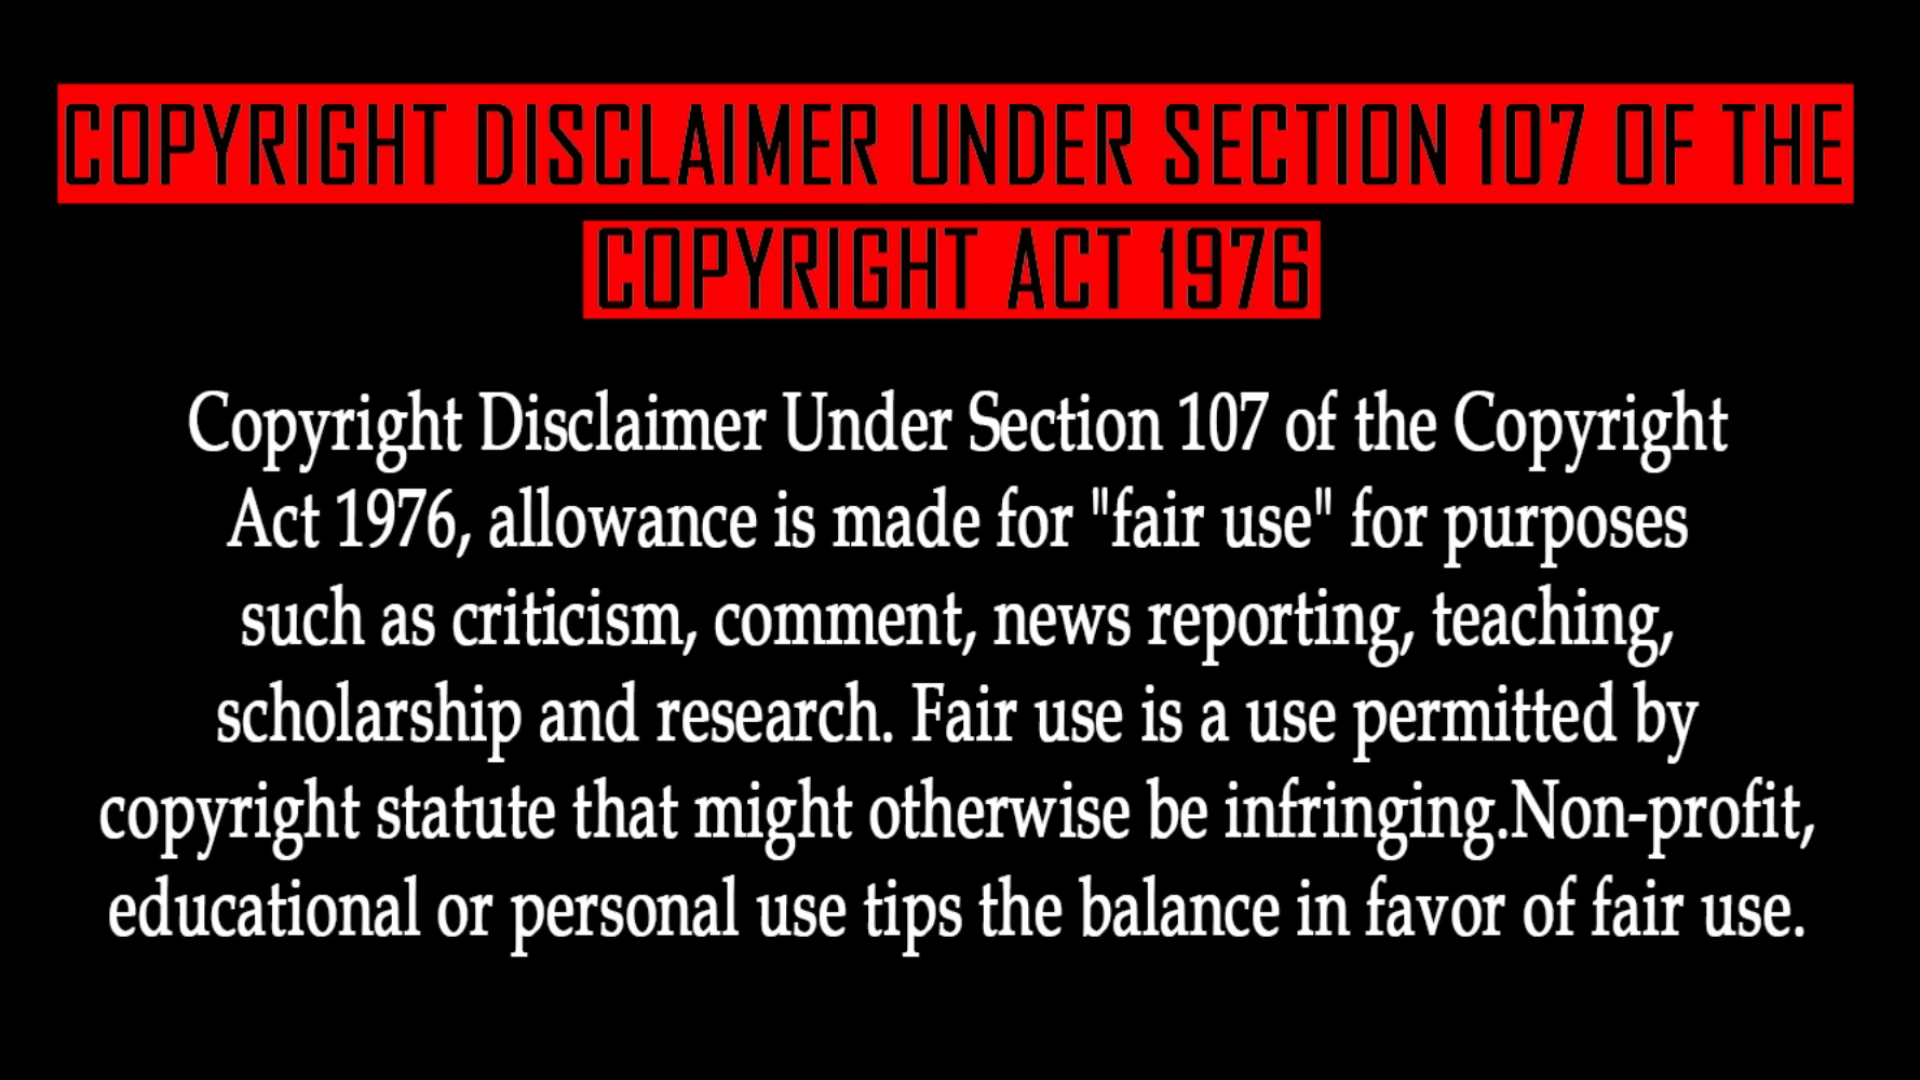 COPYRIGHT DISCLAIMER UNDER SECTION 107 OF THE
COPYRIGHT ACT 1976
Copyright Disclaimer Under Section 107 of the Copyright
Act 1976, allowance is made for "fair use" for purposes
such as criticism, comment, news reporting, teaching,
scholarship and research. Fair use is a use permitted by
copyright statute that might otherwise be infringing.Non-profit,
educational or personal use tips the balance in favor of fair use.